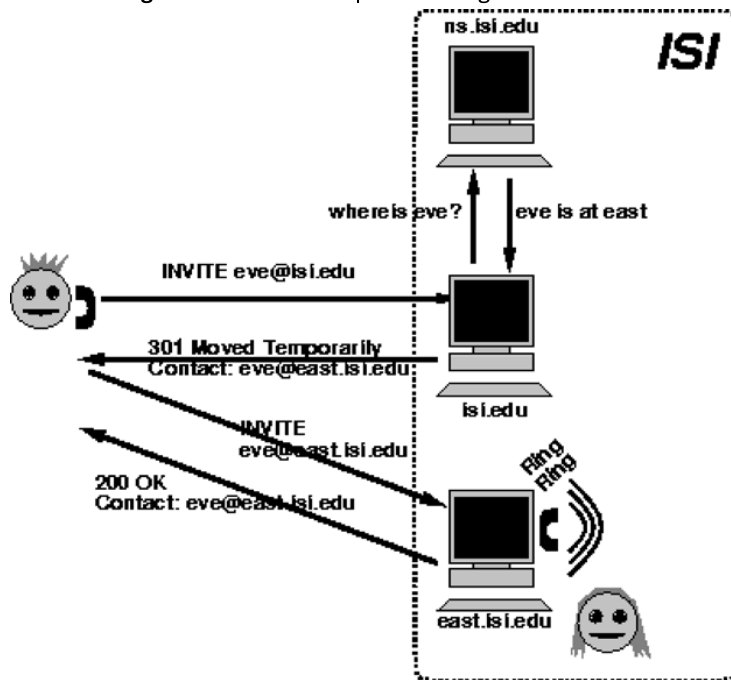 ns.isi.edu
ISI
where is eve?
eve is at east
INVITE eve@isi.edu
301 Moved Temporarily
Contact: eve@east.isi.edu
isi.edu
INVITE
eve@east.isi.edu
Ring
Ring
200 OK
Contact: eve@east.isi.edu
east.isi.edu